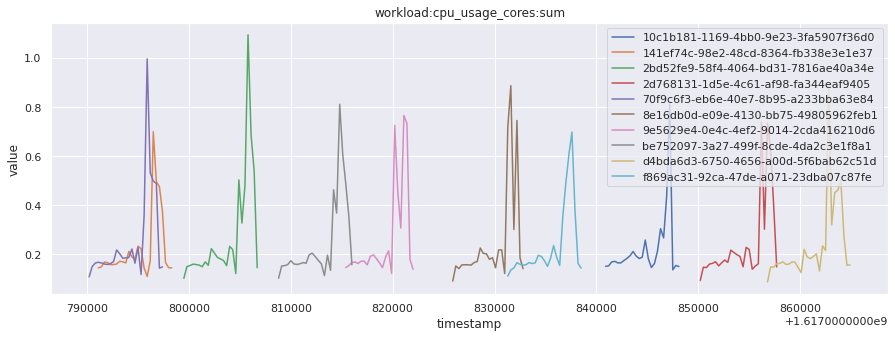 workload:cpu_usage_cores:sum
10c1b181-1169-4bb0-9e23-3fa5907f36d0
141ef74c-98e2-48cd-8364-fb338e3e1e37
2bd52fe9-58f4-4064-bd31-7816ae40a34e
2d768131-1d5e-4c61-af98-fa344eaf9405
70f9c6f3-eb6e-40e7-8b95-a233bba63e84
8e16db0d-e09e-4130-bb75-49805962feb1
9e5629e4-0e4c-4ef2-9014-2cda416210d6
be752097-3a27-499f-8cde-4da2c3e1f8a1
d4bda6d3-6750-4656-a00d-5f6bab62c51d
f869ac31-92ca-47de-a071-23dba07c87fe
value
1.0
0.8
0.6
0.4
0.2
790000 800000 810000 820000 830000 840000 850000 860000
timestamp
+1.6170000000e9